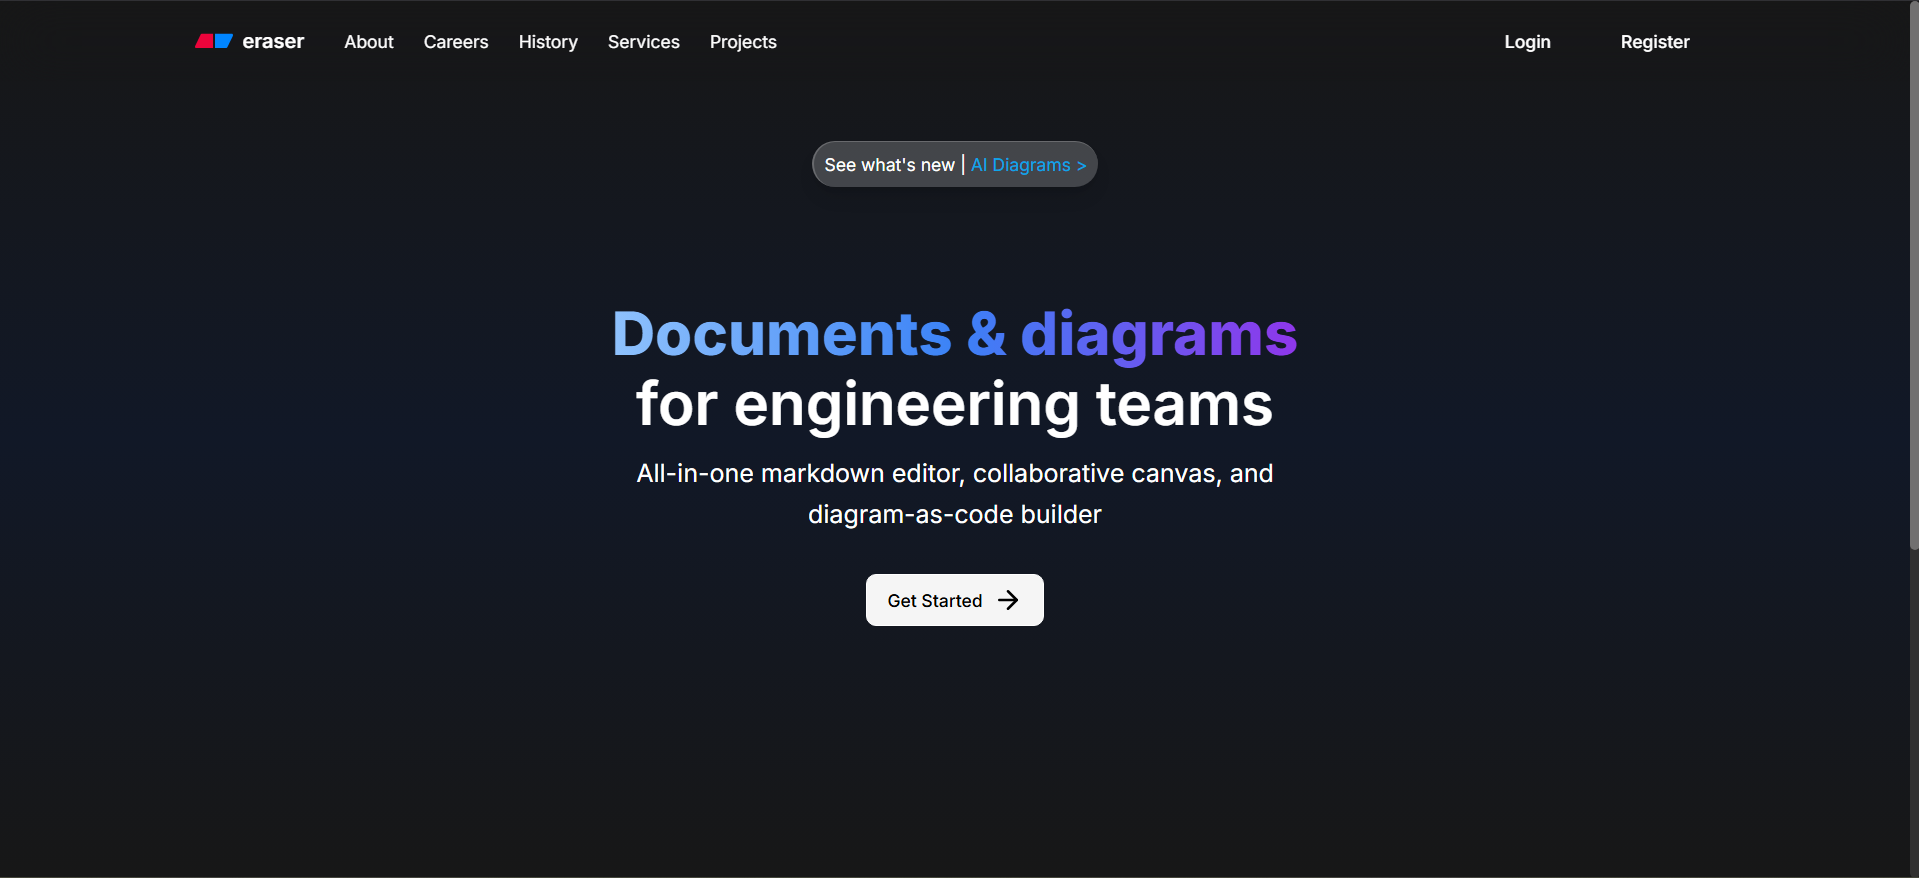 eraser About Careers History Services Projects Login Register
See what's new | AI Diagrams >
Documents & diagrams
for engineering teams
All-in-one markdown editor, collaborative canvas, and
diagram-as-code builder
Get Started